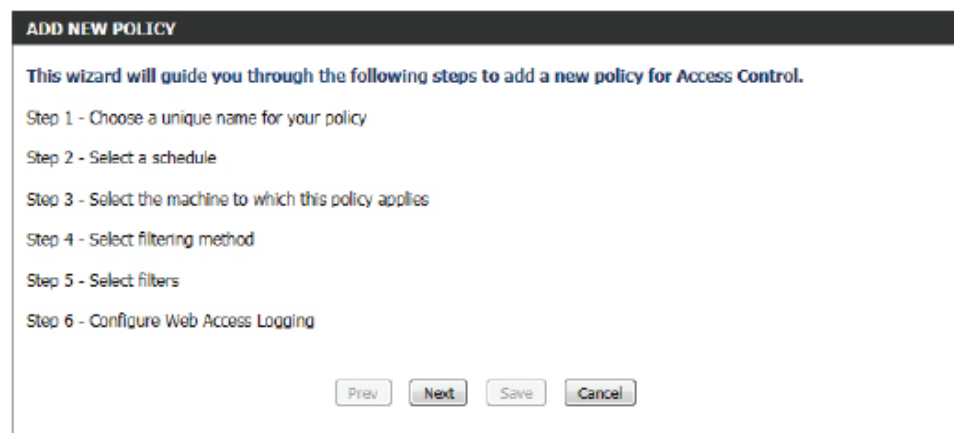 ADD NEW POLICY
This wizard will guide you through the following steps to add a new policy for Access Control.
Step 1 - Choose a unique name for your policy
Step 2 - Select a schedule
Step 3 - Select the machine to which this policy applies
Step 4 - Select filtering method
Step 5 - Select filters
Step 6 - Configure Web Access Logging
Prev Next Save Cancel